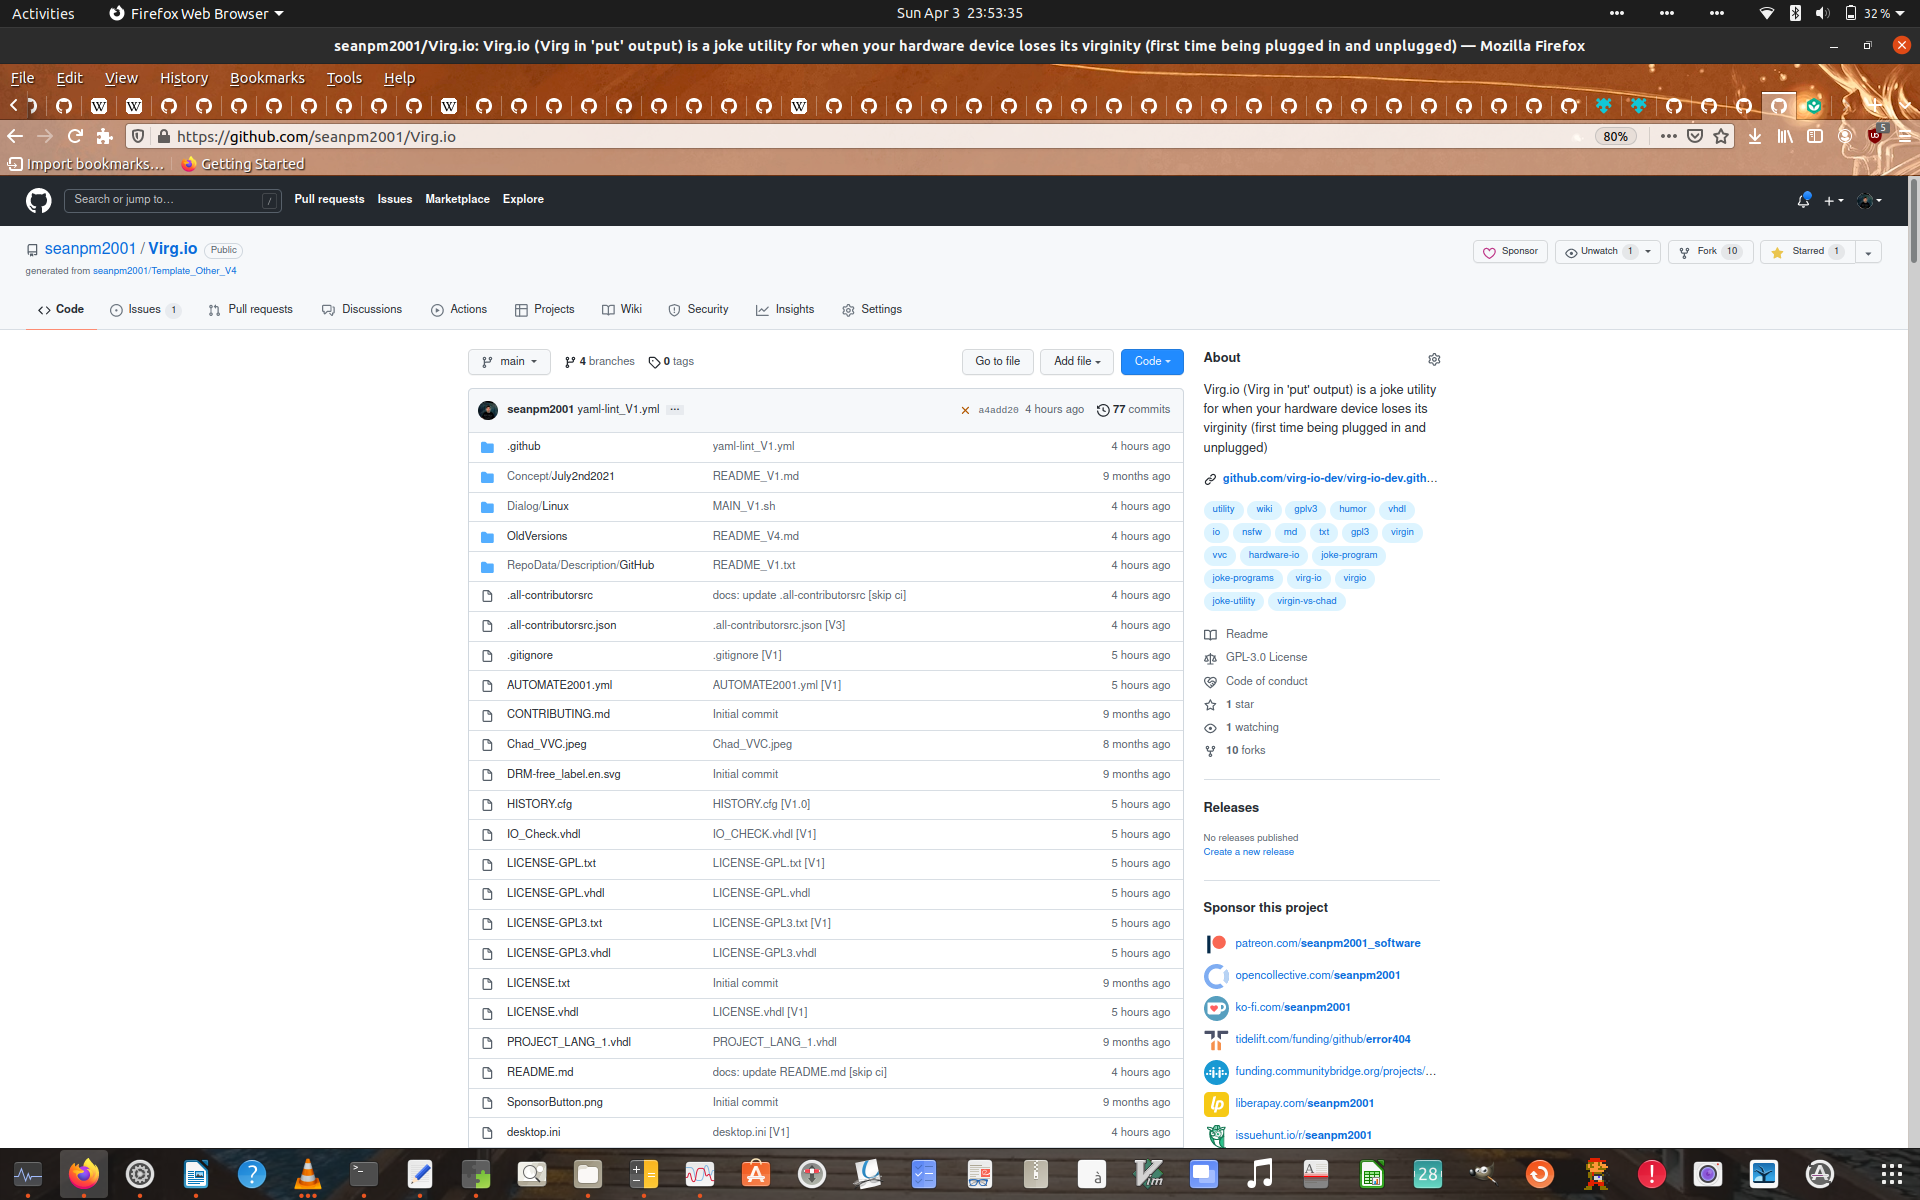 Activities
Firefox Web Browser
Sun Apr 3 23:53:35
32 %
seanpm2001/Virg.io: Virg.io (Virg in 'put' output) is a joke utility for when your hardware device loses its virginity (first time being plugged in and unplugged) — Mozilla Firefox
File Edit View History Bookmarks Tools Help
https://github.com/seanpm2001/Virg.io
80%
5
Import bookmarks...
Getting Started
Search or jump to...
/
Pull requests Issues Marketplace Explore
seanpm2001 / Virg.io Public
generated from seanpm2001/Template_Other_V4
Sponsor
Unwatch 1
Fork 10
Starred 1
Code
Issues 1
Pull requests
Discussions
Actions
Projects
Wiki
Security
Insights
Settings
main
4 branches
0 tags
Go to file
Add file
Code
seanpm2001 yaml-lint_V1.yml ... a4add20 4 hours ago 77 commits
.github yaml-lint_V1.yml 4 hours ago
Concept/July2nd2021 README_V1.md 9 months ago
Dialog/Linux MAIN_V1.sh 4 hours ago
OldVersions README_V4.md 4 hours ago
RepoData/Description/GitHub README_V1.txt 4 hours ago
.all-contributorsrc docs: update .all-contributorsrc [skip ci] 4 hours ago
.all-contributorsrc.json .all-contributorsrc.json [V3] 4 hours ago
.gitignore .gitignore [V1] 5 hours ago
AUTOMATE2001.yml AUTOMATE2001.yml [V1] 5 hours ago
CONTRIBUTING.md Initial commit 9 months ago
Chad_VVC.jpeg Chad_VVC.jpeg 8 months ago
DRM-free_label.en.svg Initial commit 9 months ago
HISTORY.cfg HISTORY.cfg [V1.0] 5 hours ago
IO_Check.vhdl IO_CHECK.vhdl [V1] 5 hours ago
LICENSE-GPL.txt LICENSE-GPL.txt [V1] 5 hours ago
LICENSE-GPL.vhdl LICENSE-GPL.vhdl 5 hours ago
LICENSE-GPL3.txt LICENSE-GPL3.txt [V1] 5 hours ago
LICENSE-GPL3.vhdl LICENSE-GPL3.vhdl 5 hours ago
LICENSE.txt Initial commit 9 months ago
LICENSE.vhdl LICENSE.vhdl [V1] 5 hours ago
PROJECT_LANG_1.vhdl PROJECT_LANG_1.vhdl 9 months ago
README.md docs: update README.md [skip ci] 4 hours ago
SponsorButton.png Initial commit 9 months ago
desktop.ini desktop.ini [V1] 4 hours ago
About
Virg.io (Virg in 'put' output) is a joke utility
for when your hardware device loses its
virginity (first time being plugged in and
unplugged)
github.com/virg-io-dev/virg-io-dev.gith...
utility wiki gplv3 humor vhdl
io nsfw md txt gpl3 virgin
vvc hardware-io joke-program
joke-programs virg-io virgio
joke-utility virgin-vs-chad
Readme
GPL-3.0 License
Code of conduct
1 star
1 watching
10 forks
Releases
No releases published
Create a new release
Sponsor this project
patreon.com/seanpm2001_software
opencollective.com/seanpm2001
ko-fi.com/seanpm2001
tidelift.com/funding/github/error404
funding.communitybridge.org/projects/...
liberapay.com/seanpm2001
issuehunt.io/r/seanpm2001
28